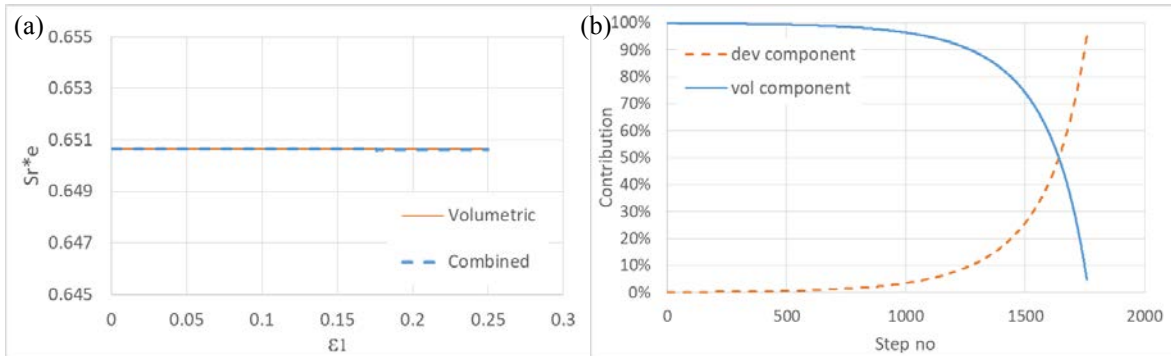 (a)
0.655
0.653
0.651
0.649
0.647
0.645
Sr*e
Volumetric
Combined
0 0.05 0.1 0.15 0.2 0.25 0.3
ε1
(b)
100%
90%
80%
70%
60%
50%
40%
30%
20%
10%
0%
Contribution
dev component
vol component
0 500 1000 1500 2000
Step no